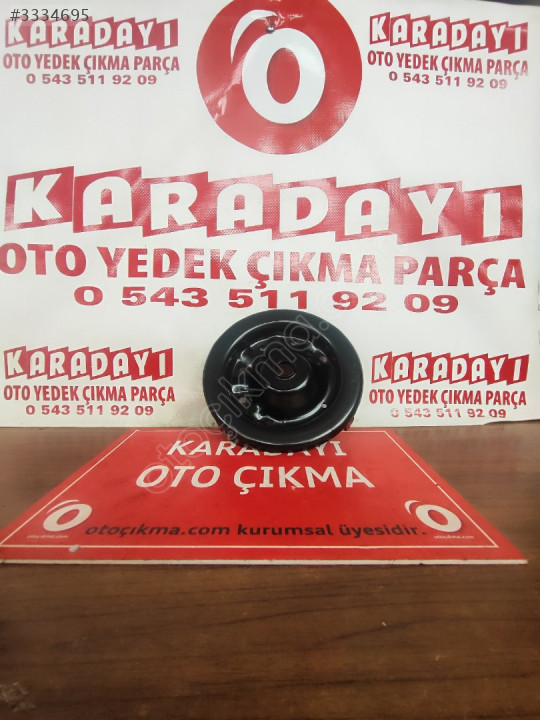 #3334695
KARADAYI
OTO YEDEK ÇIKMA PARÇA
0 543 511 92 09
KARADAYI
OTO YEDEK ÇIKMA PARÇA
0 543 511 92 09
KARADAYI
OTO YEDEK ÇIKMA PARÇA
0 543 511 92 09
KARADAYI
OTO YEDEK ÇIKMA PARÇA
0 543 511 92 09
KARADAYI
OTO YEDEK ÇIKMA PARÇA
0 543 511 92 09
KARADAYI
OTO ÇIKMA
otoçıkma.com kurumsal üyesidir.